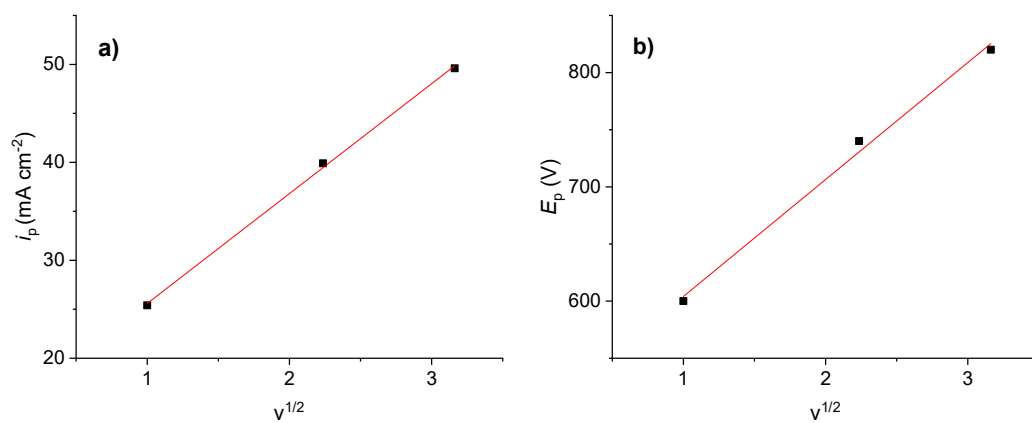 a)
50
40
30
20
i_p (mA cm⁻²)
1
2
3
v^{1/2}
b)
800
700
600
E_p (V)
1
2
3
v^{1/2}